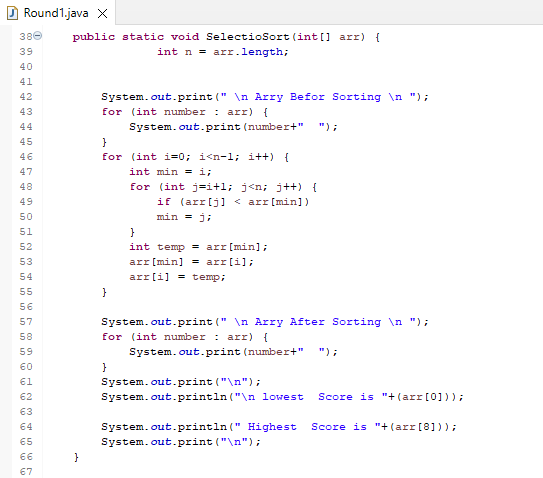 Round1.java
38 public static void SelectioSort(int[] arr) {
39 int n = arr.length;
40
41
42 System.out.print(" \n Arry Befor Sorting \n ");
43 for (int number : arr) {
44 System.out.print(number+"  ");
45 }
46 for (int i=0; i<n-1; i++) {
47 int min = i;
48 for (int j=i+1; j<n; j++) {
49 if (arr[j] < arr[min])
50 min = j;
51 }
52 int temp = arr[min];
53 arr[min] = arr[i];
54 arr[i] = temp;
55 }
56
57 System.out.print(" \n Arry After Sorting \n ");
58 for (int number : arr) {
59 System.out.print(number+"  ");
60 }
61 System.out.print("\n");
62 System.out.println("\n lowest  Score is "+(arr[0]));
63
64 System.out.println(" Highest  Score is "+(arr[8]));
65 System.out.print("\n");
66 }
67